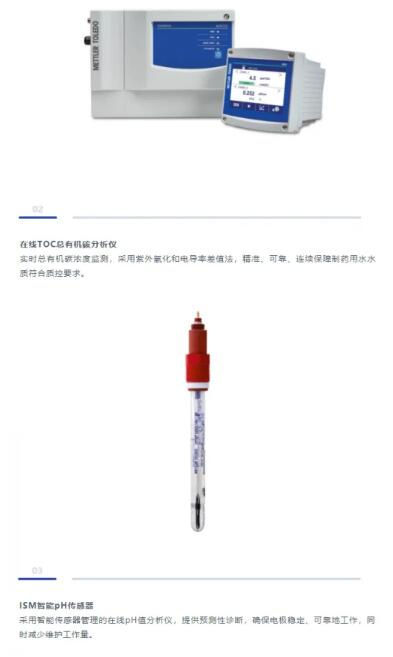 METTLER TOLEDO
02
在线TOC总有机碳分析仪
实时总有机碳浓度监测，采用紫外氧化和电导率差值法，精准、可靠、连续保障制药用水水
质符合质控要求。
03
ISM智能pH传感器
采用智能传感器管理的在线pH值分析仪，提供预测性诊断，确保电极稳定、可靠地工作，同
时减少维护工作量。